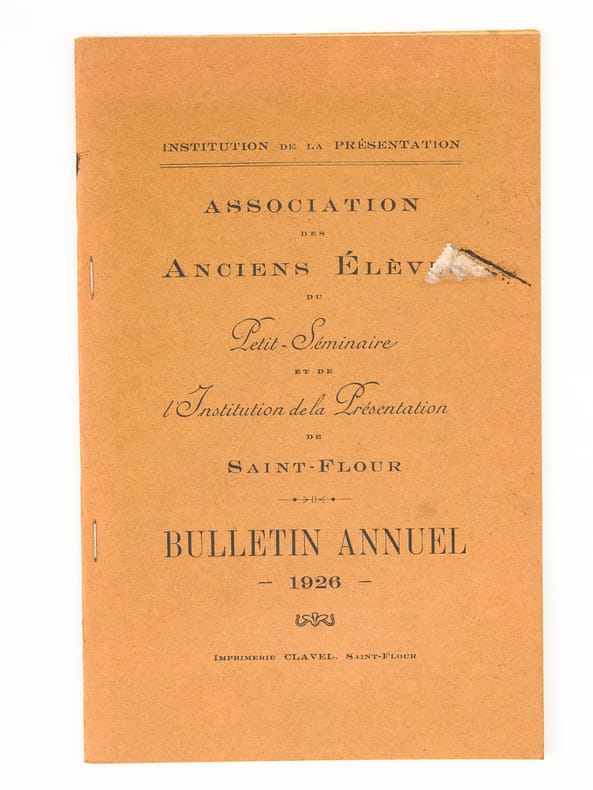 INSTITUTION DE LA PRÉSENTATION
ASSOCIATION
DES
ANCIENS
DU
Petit-Séminaire
ET DE
l'Institution de la Présentation
DE
SAINT-FLOUR
BULLETIN ANNUEL
- 1926 -
IMPRIMERIE CLAVEL. SAINT-FLOUR